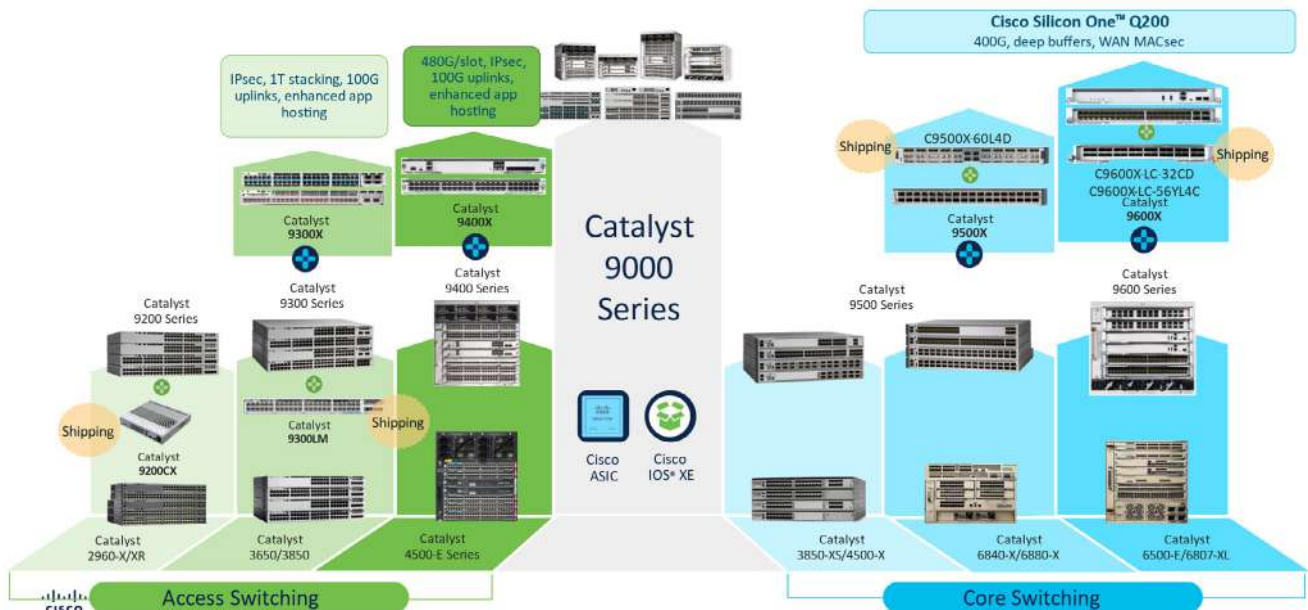 Cisco Silicon One™ Q200
400G, deep buffers, WAN MACsec
IPsec, 1T stacking, 100G
uplinks, enhanced app
hosting
480G/slot, IPsec,
100G uplinks,
enhanced app
hosting
Shipping
C9500X-60L4D
Shipping
C9600X-LC-32CD
C9600X-LC-56YL4C
Catalyst
9300X
Catalyst
9400X
Catalyst
9500X
Catalyst
9600X
Catalyst
9000
Series
Catalyst
9200 Series
Catalyst
9300 Series
Catalyst
9400 Series
Catalyst
9500 Series
Catalyst
9600 Series
Shipping
Catalyst
9200CX
Catalyst
9300LM
Shipping
Cisco
ASIC
Cisco
IOS® XE
Catalyst
2960-X/XR
Catalyst
3650/3850
Catalyst
4500-E Series
Catalyst
3850-XS/4500-X
Catalyst
6840-X/6880-X
Catalyst
6500-E/6807-XL
CISCO
Access Switching
Core Switching